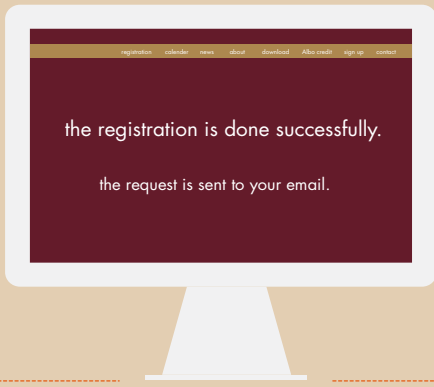 registration calender news about download Alba credit sign up contact
the registration is done successfully.
the request is sent to your email.